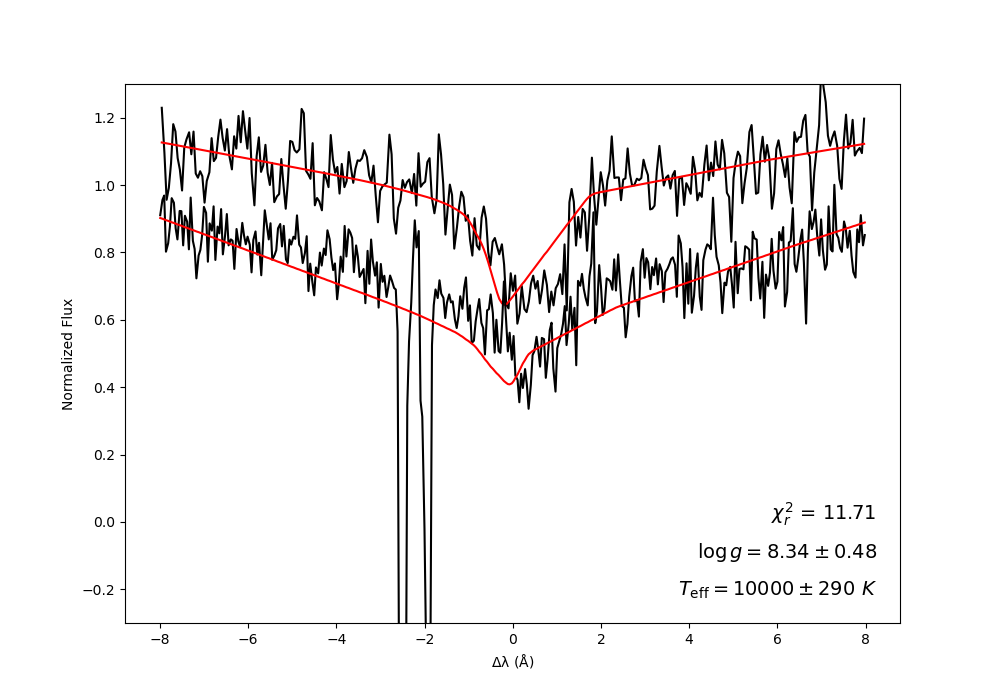 1.2
1.0
0.8
0.6
0.4
0.2
0.0
−0.2
Normalized Flux
χ²ᵣ = 11.71
log g = 8.34 ± 0.48
T_eff = 10000 ± 290 K
−8 −6 −4 −2 0 2 4 6 8
Δλ (Å)